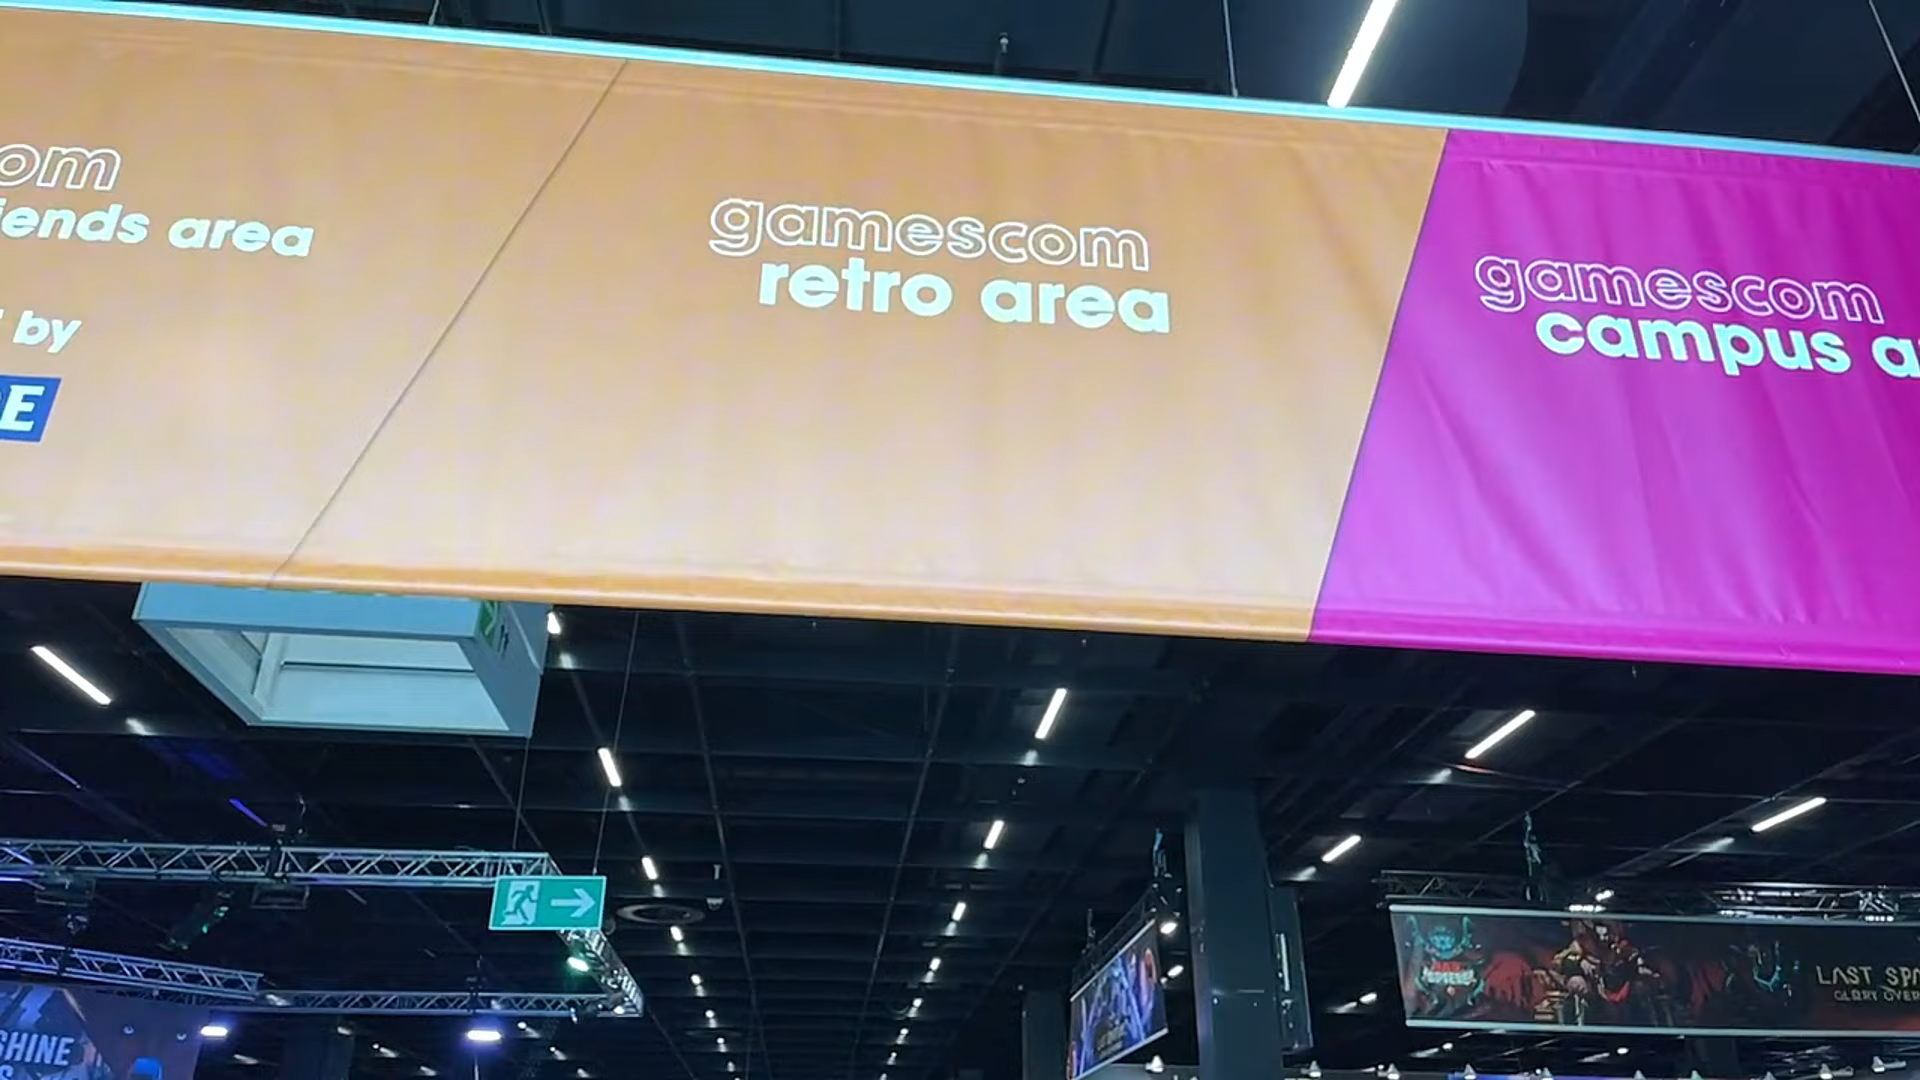 om
iends area
by
E
gamescom
retro area
gamescom
campus a
LAST SPA
GLORY OVER
SHINE